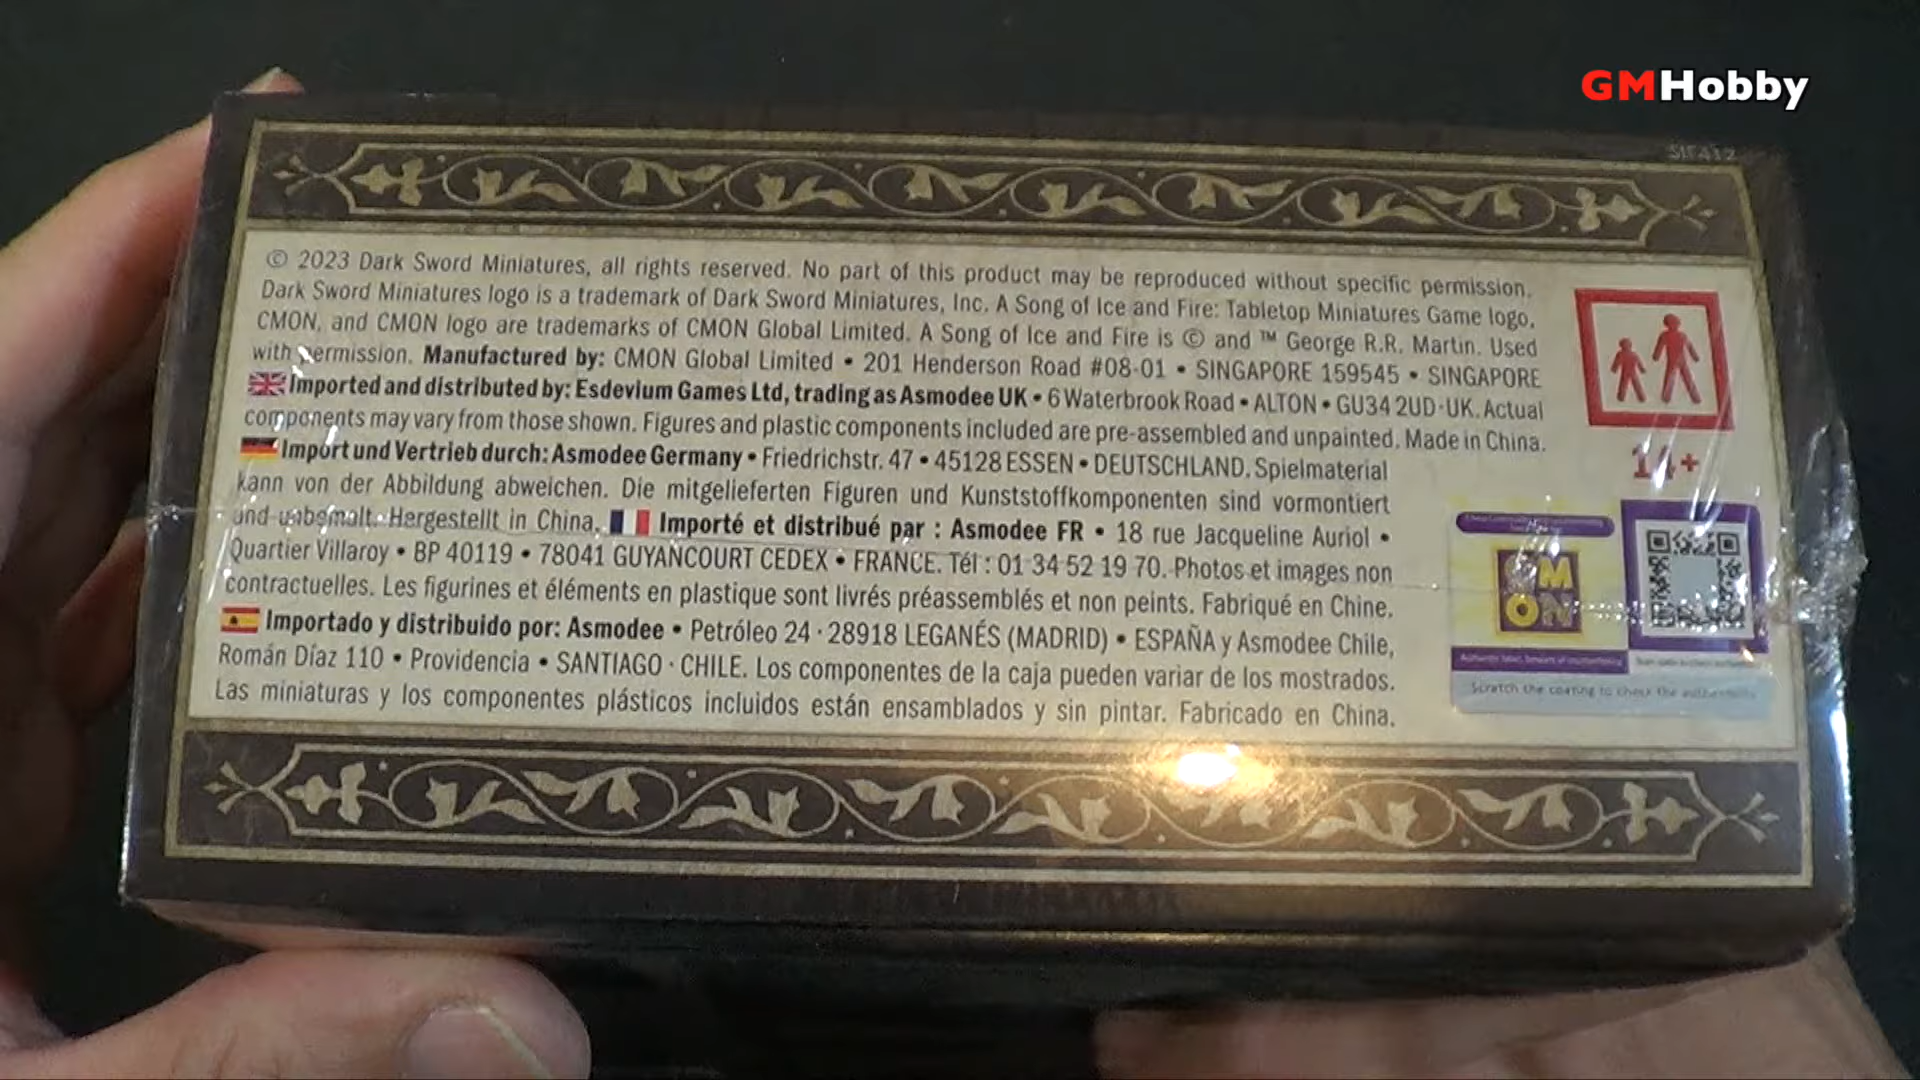 GMHobby
SIF412
© 2023 Dark Sword Miniatures, all rights reserved. No part of this product may be reproduced without specific permission.
Dark Sword Miniatures logo is a trademark of Dark Sword Miniatures, Inc. A Song of Ice and Fire: Tabletop Miniatures Game logo,
CMON, and CMON logo are trademarks of CMON Global Limited. A Song of Ice and Fire is © and ™ George R.R. Martin. Used
with permission. Manufactured by: CMON Global Limited • 201 Henderson Road #08-01 • SINGAPORE 159545 • SINGAPORE
Imported and distributed by: Esdevium Games Ltd, trading as Asmodee UK • 6 Waterbrook Road • ALTON • GU34 2UD·UK. Actual
components may vary from those shown. Figures and plastic components included are pre-assembled and unpainted. Made in China.
Import und Vertrieb durch: Asmodee Germany • Friedrichstr. 47 • 45128 ESSEN • DEUTSCHLAND. Spielmaterial
kann von der Abbildung abweichen. Die mitgelieferten Figuren und Kunststoffkomponenten sind vormontiert
und unbemalt. Hergestellt in China. Importé et distribué par : Asmodee FR • 18 rue Jacqueline Auriol •
Quartier Villaroy • BP 40119 • 78041 GUYANCOURT CEDEX • FRANCE. Tél : 01 34 52 19 70. Photos et images non
contractuelles. Les figurines et éléments en plastique sont livrés préassemblés et non peints. Fabriqué en Chine.
Importado y distribuido por: Asmodee • Petróleo 24 · 28918 LEGANÉS (MADRID) • ESPAÑA y Asmodee Chile,
Román Díaz 110 • Providencia • SANTIAGO · CHILE. Los componentes de la caja pueden variar de los mostrados.
Las miniaturas y los componentes plásticos incluidos están ensamblados y sin pintar. Fabricado en China.
14+
CM
ON
Scratch the coating to check the authenticity